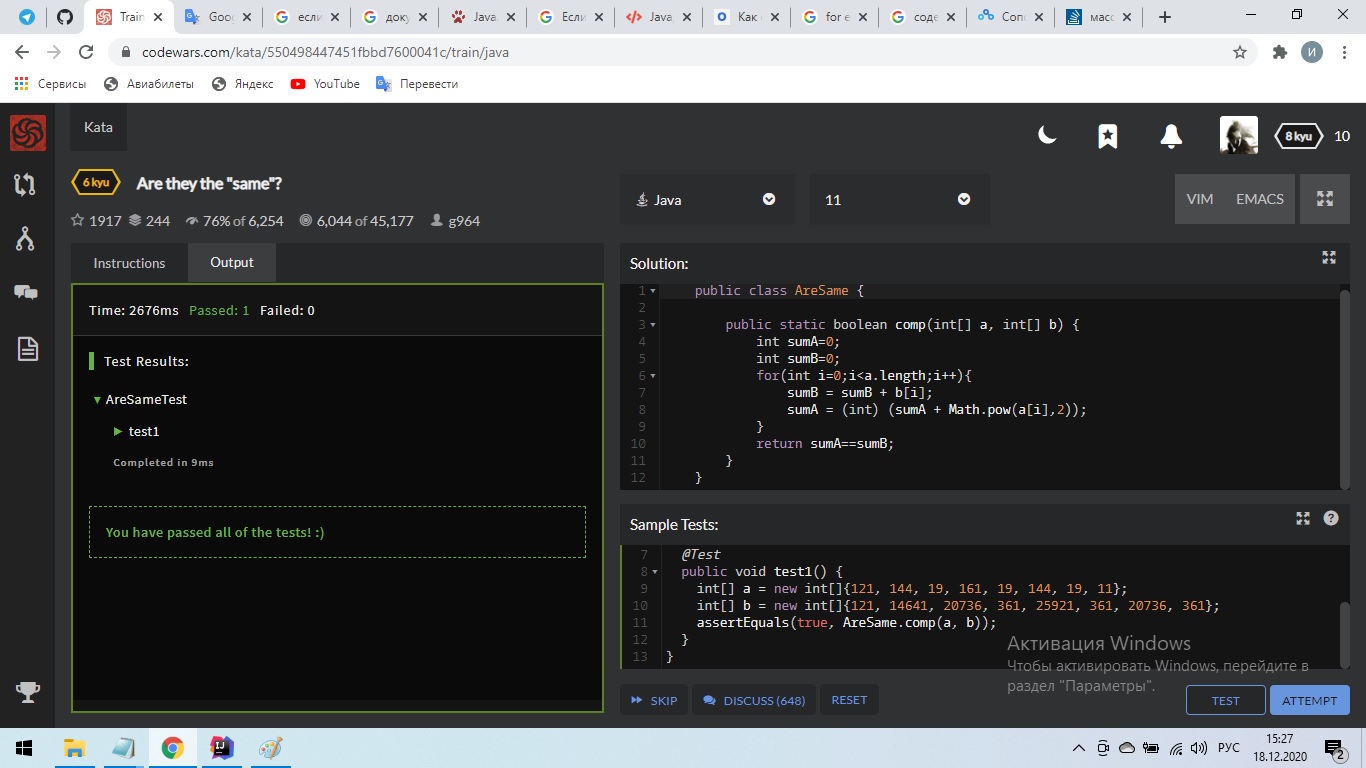 Train
Goog
если
доку
Java
Если
Java
Как
for e
соде
Сопо
масс
codewars.com/kata/550498447451fbbd7600041c/train/java
И
Сервисы Авиабилеты Яндекс YouTube Перевести
Kata
8 kyu 10
6 kyu Are they the "same"?
1917 244 76% of 6,254 6,044 of 45,177 g964
Java 11 VIM EMACS
Instructions Output
Time: 2676ms Passed: 1 Failed: 0
Test Results:
▼ AreSameTest
▶ test1
Completed in 9ms
You have passed all of the tests! :)
Solution:
1 public class AreSame {
2
3 public static boolean comp(int[] a, int[] b) {
4 int sumA=0;
5 int sumB=0;
6 for(int i=0;i<a.length;i++){
7 sumB = sumB + b[i];
8 sumA = (int) (sumA + Math.pow(a[i],2));
9 }
10 return sumA==sumB;
11 }
12 }
Sample Tests:
7 @Test
8 public void test1() {
9 int[] a = new int[]{121, 144, 19, 161, 19, 144, 19, 11};
10 int[] b = new int[]{121, 14641, 20736, 361, 25921, 361, 20736, 361};
11 assertEquals(true, AreSame.comp(a, b));
12 }
13 }
Активация Windows
Чтобы активировать Windows, перейдите в
раздел "Параметры".
SKIP DISCUSS (648) RESET TEST ATTEMPT
РУС
15:27
18.12.2020
2